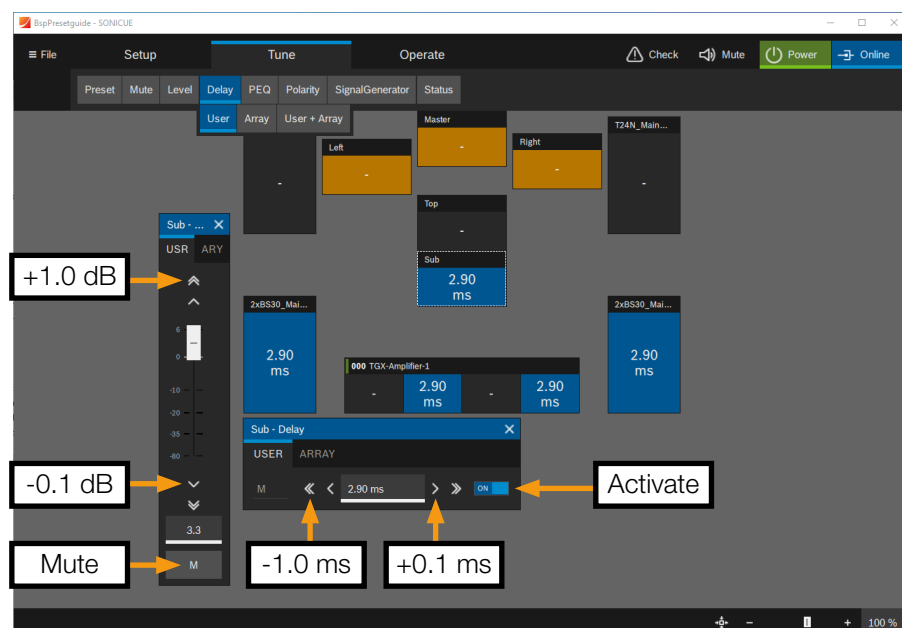 BspPresetguide - SONICUE
≡ File Setup Tune Operate Check Mute Power Online
Preset Mute Level Delay PEQ Polarity SignalGenerator Status
User Array User + Array
Master
-
T24N_Main...
-
Left
-
Right
-
-
Top
-
Sub
2.90
ms
Sub - ...
USR ARY
+1.0 dB
6
0
-10
-20
-35
-80
-0.1 dB
3.3
Mute
M
2xBS30_Mai...
2.90
ms
2xBS30_Mai...
2.90
ms
000 TGX-Amplifier-1
-
2.90
ms
-
2.90
ms
Sub - Delay
USER ARRAY
M
2.90 ms
ON
Activate
-1.0 ms
+0.1 ms
- + 100 %